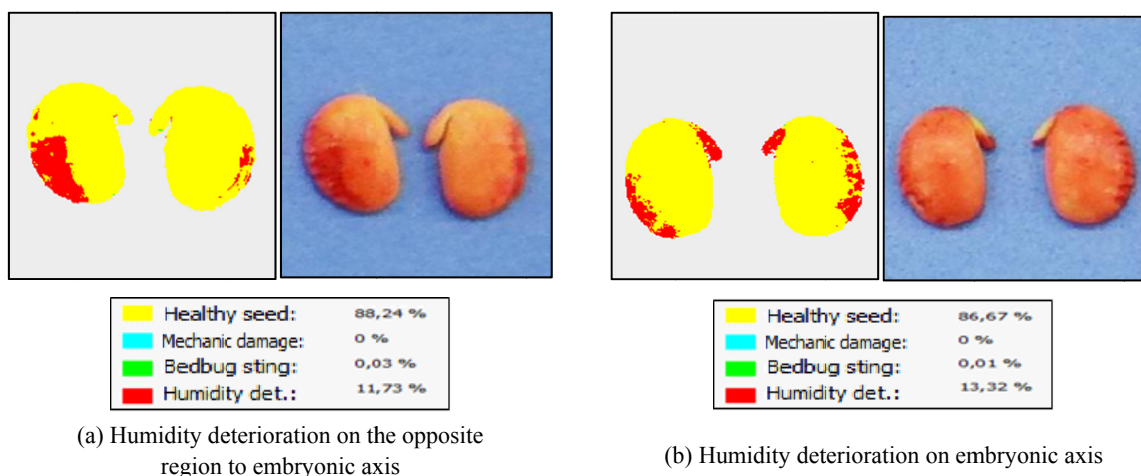 Healthy seed: 88,24 %
Mechanic damage: 0 %
Bedbug sting: 0,03 %
Humidity det.: 11,73 %
(a) Humidity deterioration on the opposite
region to embryonic axis
Healthy seed: 86,67 %
Mechanic damage: 0 %
Bedbug sting: 0,01 %
Humidity det.: 13,32 %
(b) Humidity deterioration on embryonic axis